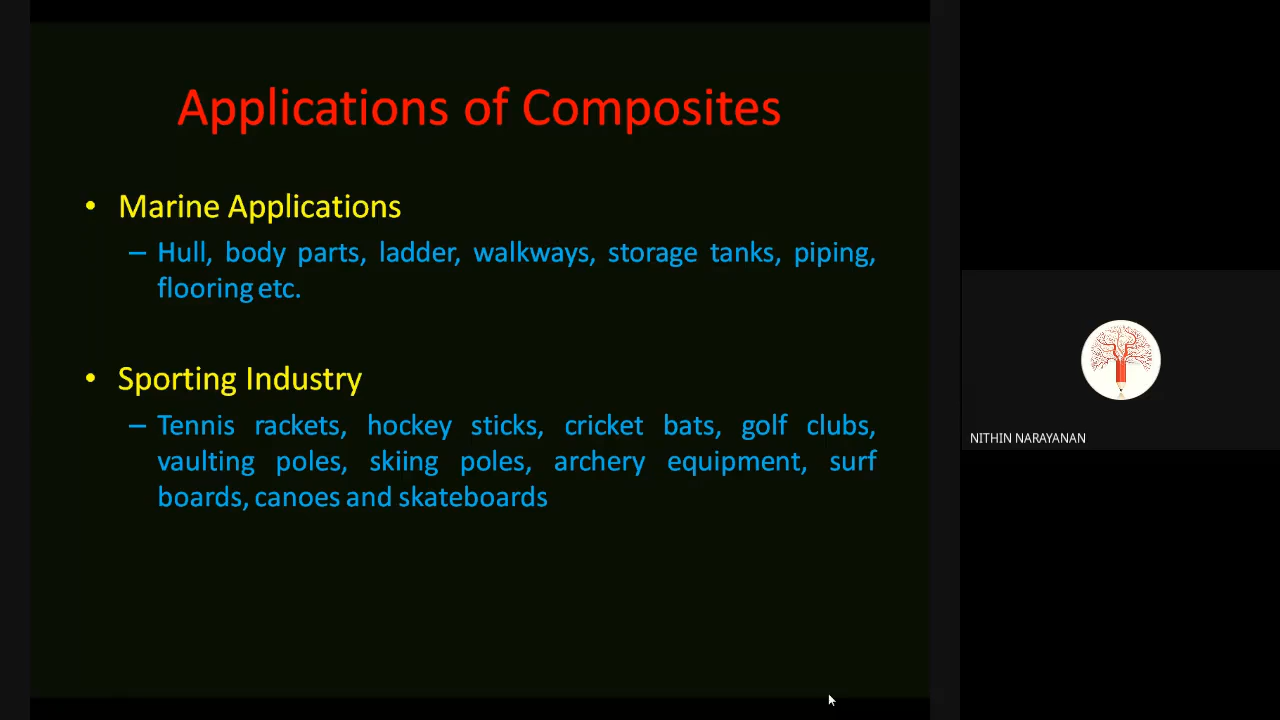 Applications of Composites
• Marine Applications
– Hull, body parts, ladder, walkways, storage tanks, piping,
flooring etc.
• Sporting Industry
– Tennis rackets, hockey sticks, cricket bats, golf clubs,
vaulting poles, skiing poles, archery equipment, surf
boards, canoes and skateboards
NITHIN NARAYANAN